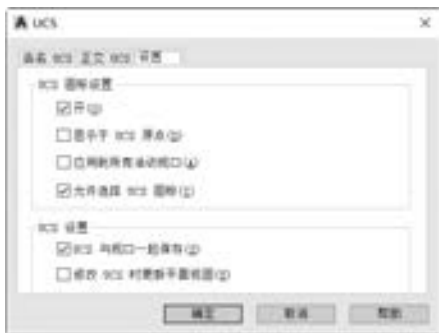 UCS
命名 UCS 正交 UCS 设置
UCS 图标设置
开(O)
显示于 UCS 原点(D)
应用到所有活动视口(A)
允许选择 UCS 图标(I)
UCS 设置
UCS 与视口一起保存(S)
修改 UCS 时更新平面视图(U)
确定 取消 帮助